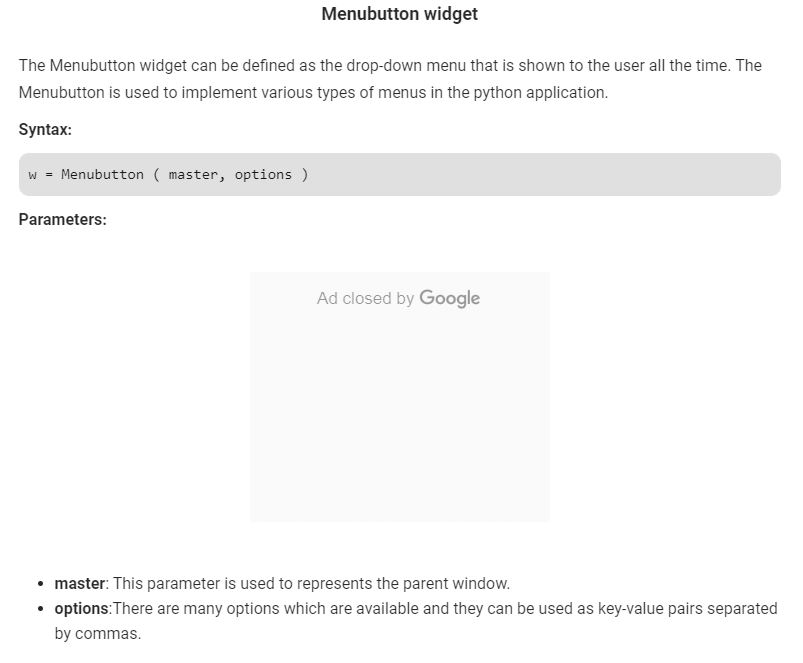 Menubutton widget
The Menubutton widget can be defined as the drop-down menu that is shown to the user all the time. The
Menubutton is used to implement various types of menus in the python application.
Syntax:
w = Menubutton ( master, options )
Parameters:
Ad closed by Google
• master: This parameter is used to represents the parent window.
• options:There are many options which are available and they can be used as key-value pairs separated
by commas.